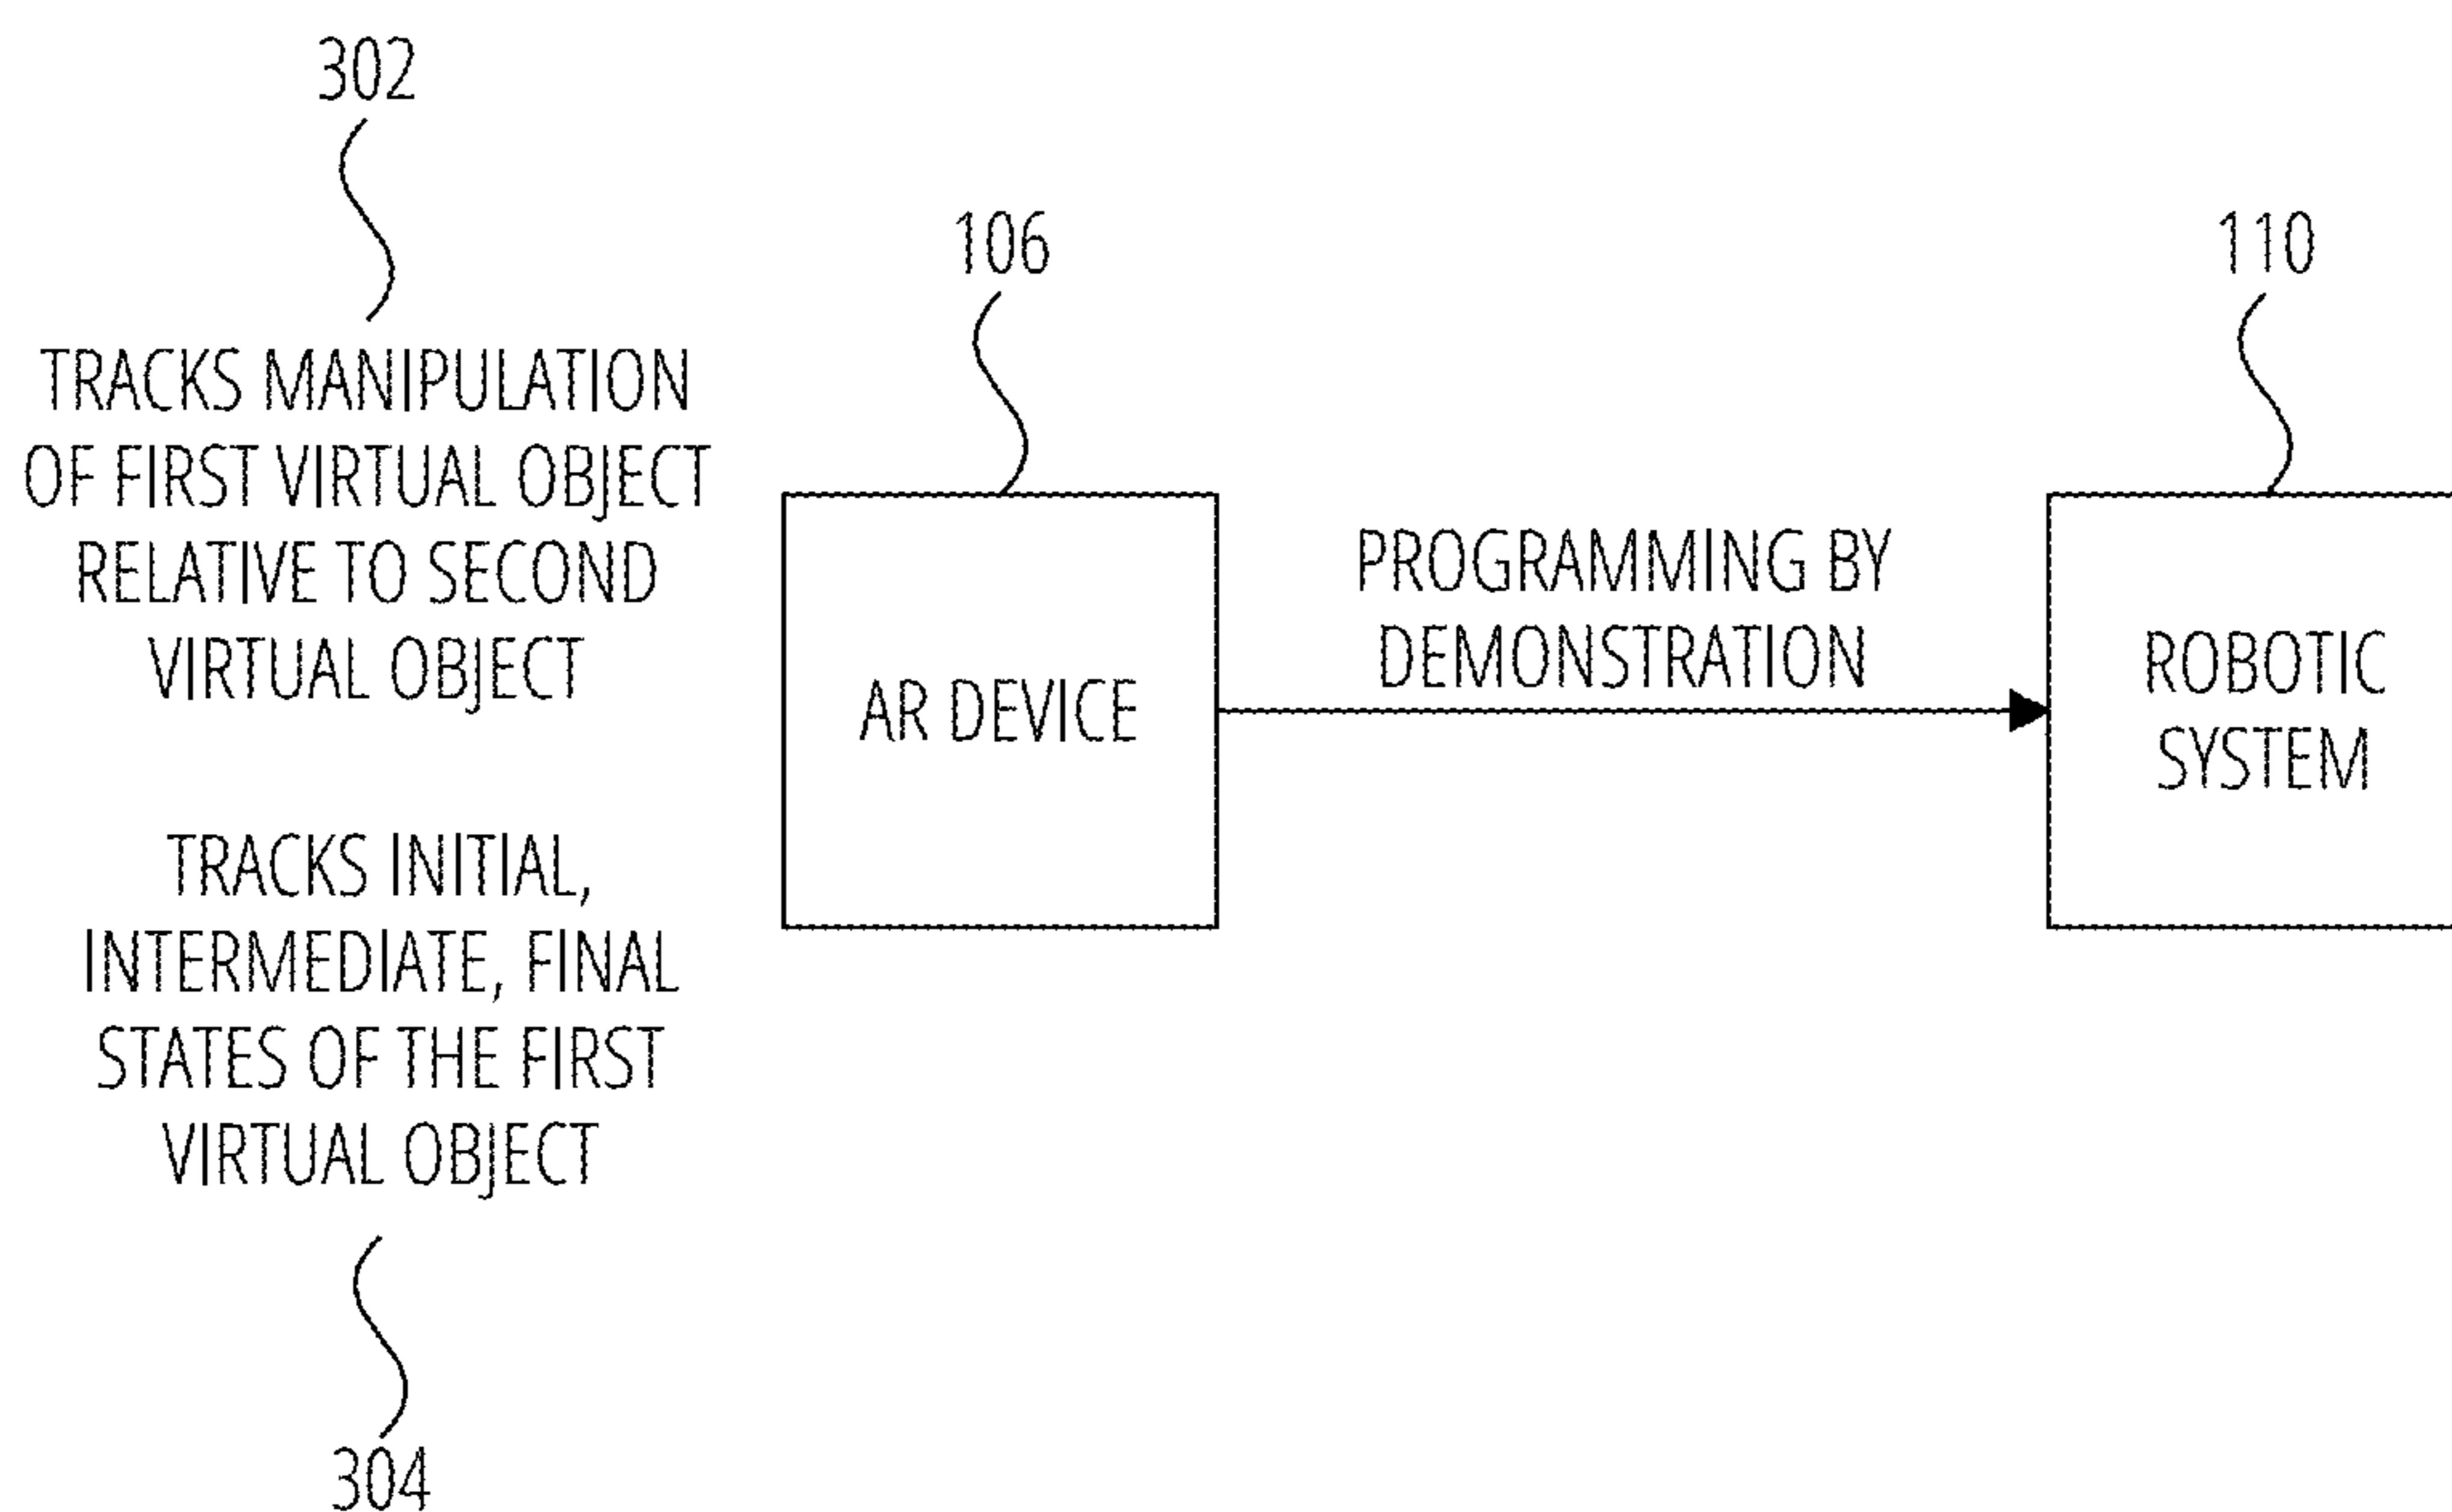 302
TRACKS MANIPULATION
OF FIRST VIRTUAL OBJECT
RELATIVE TO SECOND
VIRTUAL OBJECT
TRACKS INITIAL,
INTERMEDIATE, FINAL
STATES OF THE FIRST
VIRTUAL OBJECT
304
106
AR DEVICE
PROGRAMMING BY
DEMONSTRATION
110
ROBOTIC
SYSTEM